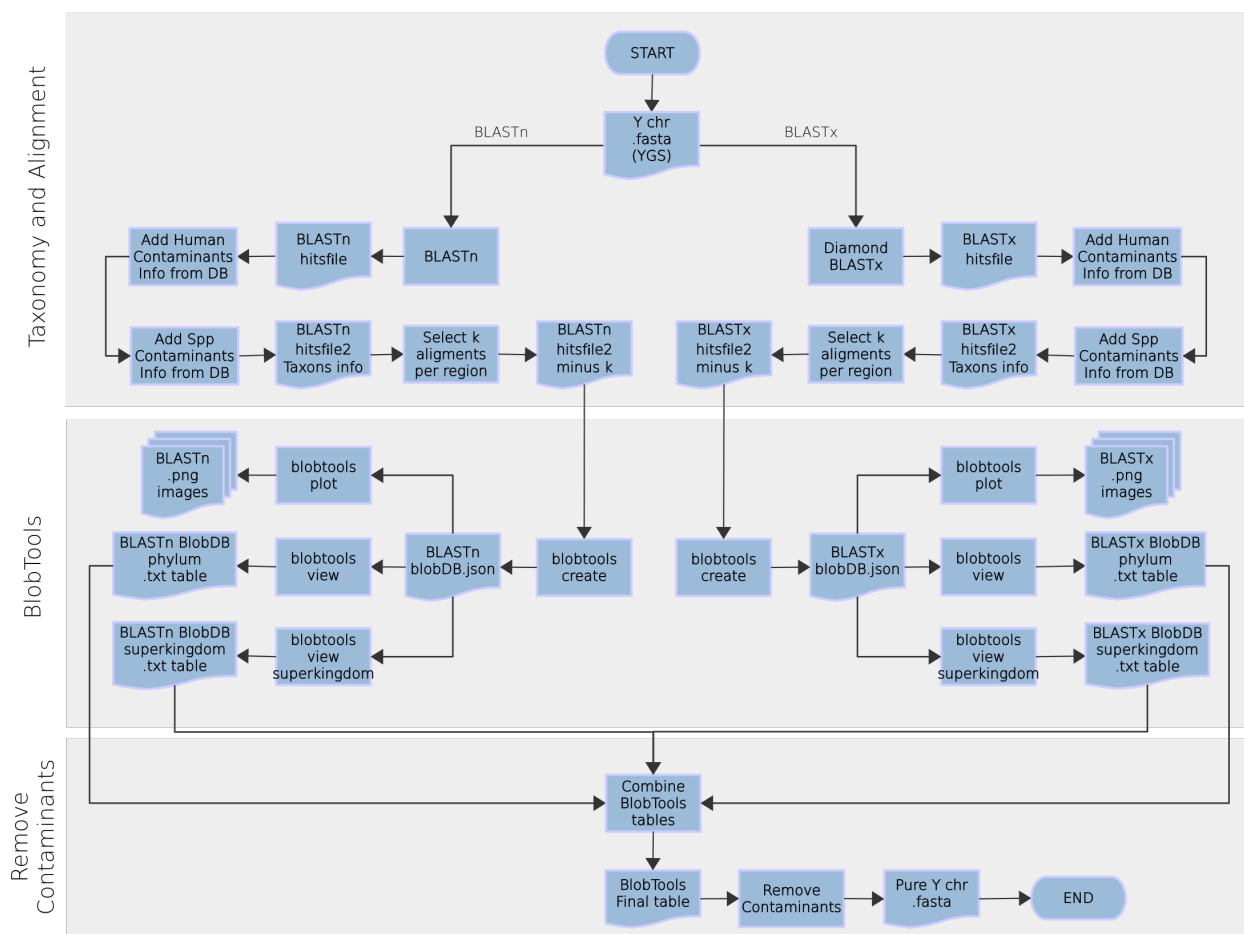 Taxonomy and Alignment
START
Y chr
.fasta
(YGS)
BLASTn
BLASTx
Add Human
Contaminants
Info from DB
BLASTn
hitsfile
BLASTn
Diamond
BLASTx
BLASTx
hitsfile
Add Human
Contaminants
Info from DB
Add Spp
Contaminants
Info from DB
BLASTn
hitsfile2
Taxons info
Select k
aligments
per region
BLASTn
hitsfile2
minus k
BLASTx
hitsfile2
minus k
Select k
aligments
per region
BLASTx
hitsfile2
Taxons info
Add Spp
Contaminants
Info from DB
BlobTools
BLASTn
.png
images
blobtools
plot
blobtools
plot
BLASTx
.png
images
BLASTn BlobDB
phylum
.txt table
blobtools
view
BLASTn
blobDB.json
blobtools
create
blobtools
create
BLASTx
blobDB.json
blobtools
view
BLASTx BlobDB
phylum
.txt table
BLASTn BlobDB
superkingdom
.txt table
blobtools
view
superkingdom
blobtools
view
superkingdom
BLASTx BlobDB
superkingdom
.txt table
Remove
Contaminants
Combine
BlobTools
tables
BlobTools
Final table
Remove
Contaminants
Pure Y chr
.fasta
END